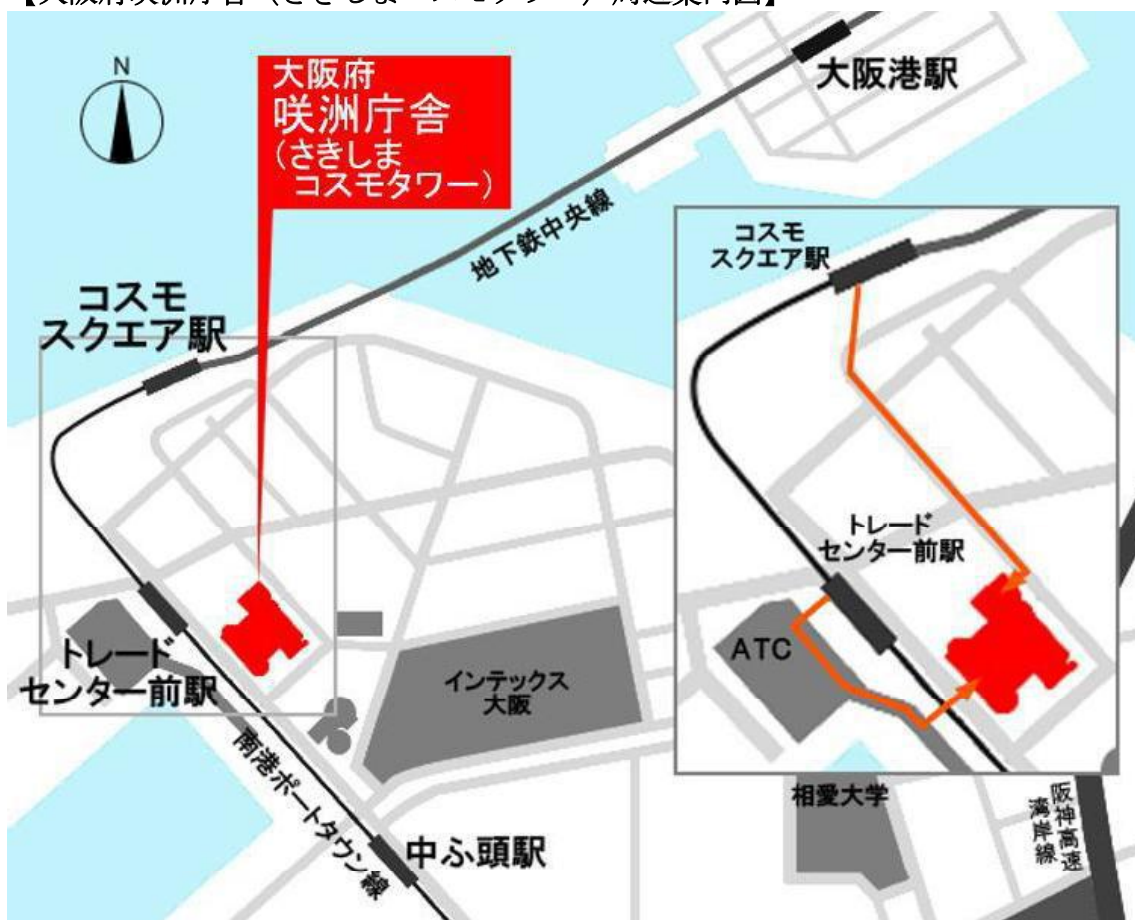 N
大阪府
咲洲庁舎
(さきしま
コスモタワー)
大阪港駅
地下鉄中央線
コスモ
スクエア駅
トレード
センター前駅
インテックス
大阪
南港ポートタウン線
中ふ頭駅
コスモ
スクエア駅
トレード
センター前駅
ATC
相愛大学
阪神高速
湾岸線